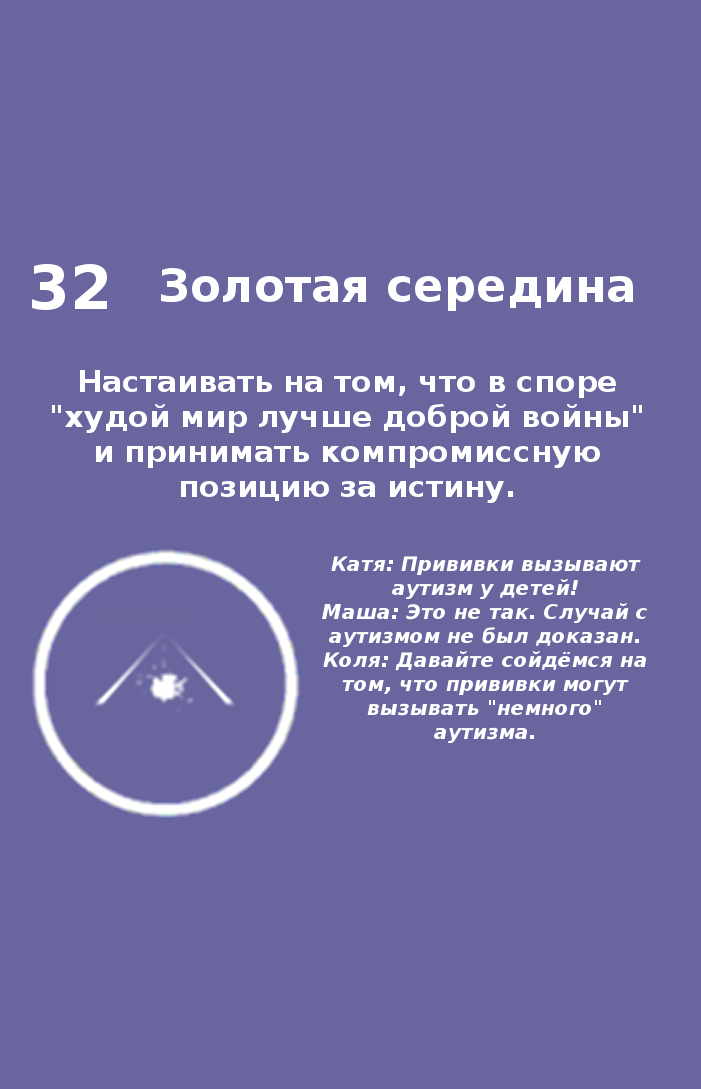 32 Золотая середина
Настаивать на том, что в споре
"худой мир лучше доброй войны"
и принимать компромиссную
позицию за истину.
Катя: Прививки вызывают
аутизм у детей!
Маша: Это не так. Случай с
аутизмом не был доказан.
Коля: Давайте сойдёмся на
том, что прививки могут
вызывать "немного"
аутизма.